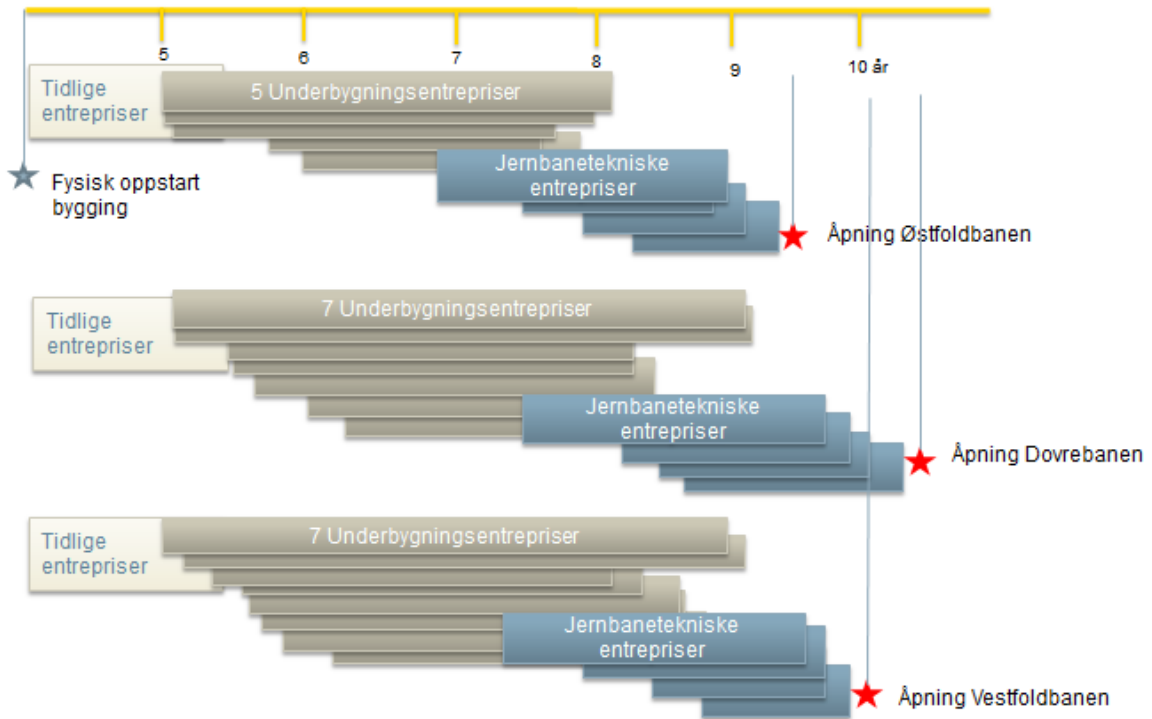 5
6
7
8
9
10 år
Tidlige
entrepriser
5 Underbygningsentrepriser
Jernbanetekniske
entrepriser
Fysisk oppstart
bygging
Åpning Østfoldbanen
Tidlige
entrepriser
7 Underbygningsentrepriser
Jernbanetekniske
entrepriser
Åpning Dovrebanen
Tidlige
entrepriser
7 Underbygningsentrepriser
Jernbanetekniske
entrepriser
Åpning Vestfoldbanen